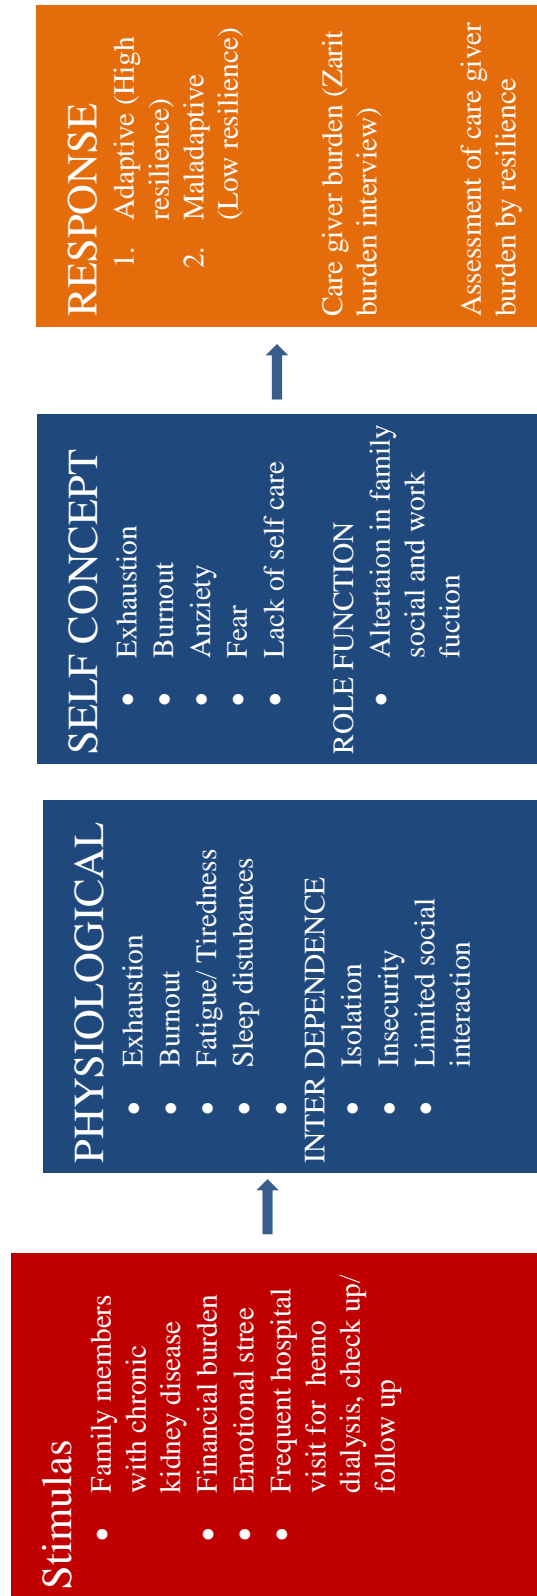 Stimulas
• Family members
with chronic
kidney disease
• Financial burden
• Emotional stree
• Frequent hospital
visit for hemo
dialysis, check up/
follow up
PHYSIOLOGICAL
• Exhaustion
• Burnout
• Fatigue/ Tiredness
• Sleep distubances
•
INTER DEPENDENCE
• Isolation
• Insecurity
• Limited social
interaction
SELF CONCEPT
• Exhaustion
• Burnout
• Anziety
• Fear
• Lack of self care
ROLE FUNCTION
• Altertaion in family
social and work
fuction
RESPONSE
1. Adaptive (High
resilience)
2. Maladaptive
(Low resilience)
Care giver burden (Zarit
burden interview)
Assessment of care giver
burden by resilience